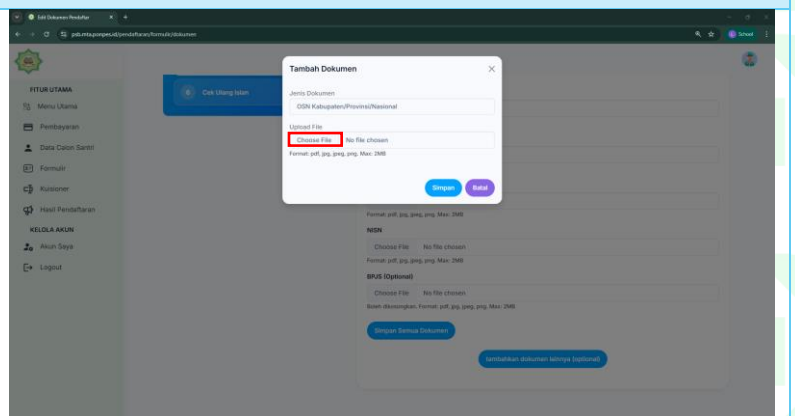 Edit Dokumen Pendaftar
psb.mta.ponpes.id/pendaftaran/formulir/dokumen
School
FITUR UTAMA
Menu Utama
Pembayaran
Data Calon Santri
Formulir
Kuisioner
Hasil Pendaftaran
KELOLA AKUN
Akun Saya
Logout
6 Cek Ulang Isian
Tambah Dokumen
Jenis Dokumen
OSN Kabupaten/Provinsi/Nasional
Upload File
Choose File No file chosen
Format: pdf, jpg, jpeg, png. Max: 2MB
Simpan Batal
Format: pdf, jpg, jpeg, png. Max: 2MB
NISN
Choose File No file chosen
Format: pdf, jpg, jpeg, png. Max: 2MB
BPJS (Optional)
Choose File No file chosen
Boleh dikosongkan. Format: pdf, jpg, jpeg, png. Max: 2MB
Simpan Semua Dokumen
tambahkan dokumen lainnya (optional)